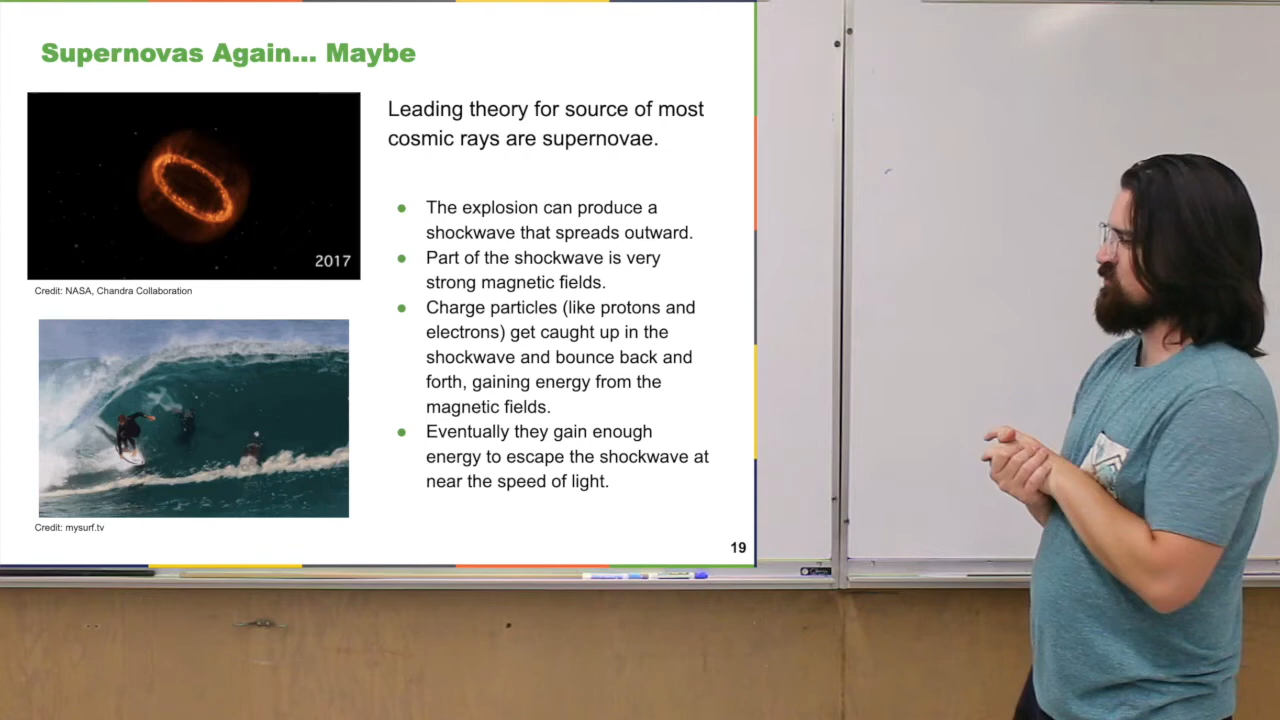 Supernovas Again... Maybe
Leading theory for source of most
cosmic rays are supernovae.
2017
Credit: NASA, Chandra Collaboration
● The explosion can produce a
shockwave that spreads outward.
● Part of the shockwave is very
strong magnetic fields.
● Charge particles (like protons and
electrons) get caught up in the
shockwave and bounce back and
forth, gaining energy from the
magnetic fields.
● Eventually they gain enough
energy to escape the shockwave at
near the speed of light.
Credit: mysurf.tv
19